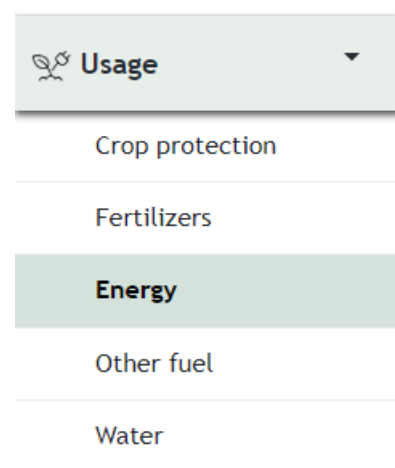 Usage
Crop protection
Fertilizers
Energy
Other fuel
Water